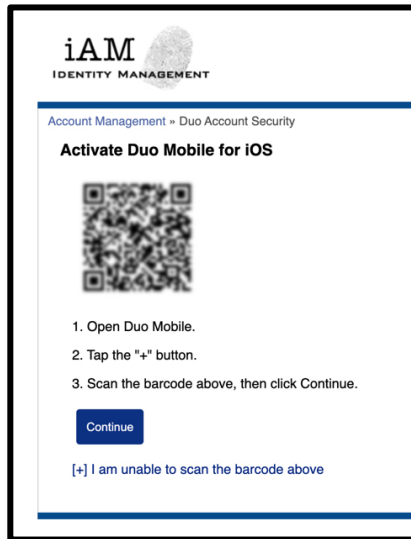 iAM
IDENTITY MANAGEMENT
Account Management » Duo Account Security
Activate Duo Mobile for iOS
1. Open Duo Mobile.
2. Tap the "+" button.
3. Scan the barcode above, then click Continue.
Continue
[+] I am unable to scan the barcode above